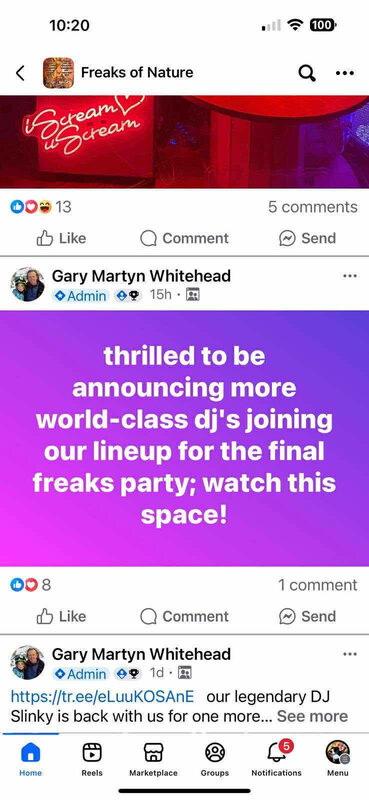 10:20
100
Freaks of Nature
iScream
uScream
13
5 comments
Like
Comment
Send
Gary Martyn Whitehead
Admin
15h
thrilled to be
announcing more
world-class dj's joining
our lineup for the final
freaks party; watch this
space!
8
1 comment
Like
Comment
Send
Gary Martyn Whitehead
Admin
1d
https://tr.ee/eLuuKOSAnE our legendary DJ
Slinky is back with us for one more... See more
5
Home
Reels
Marketplace
Groups
Notifications
Menu